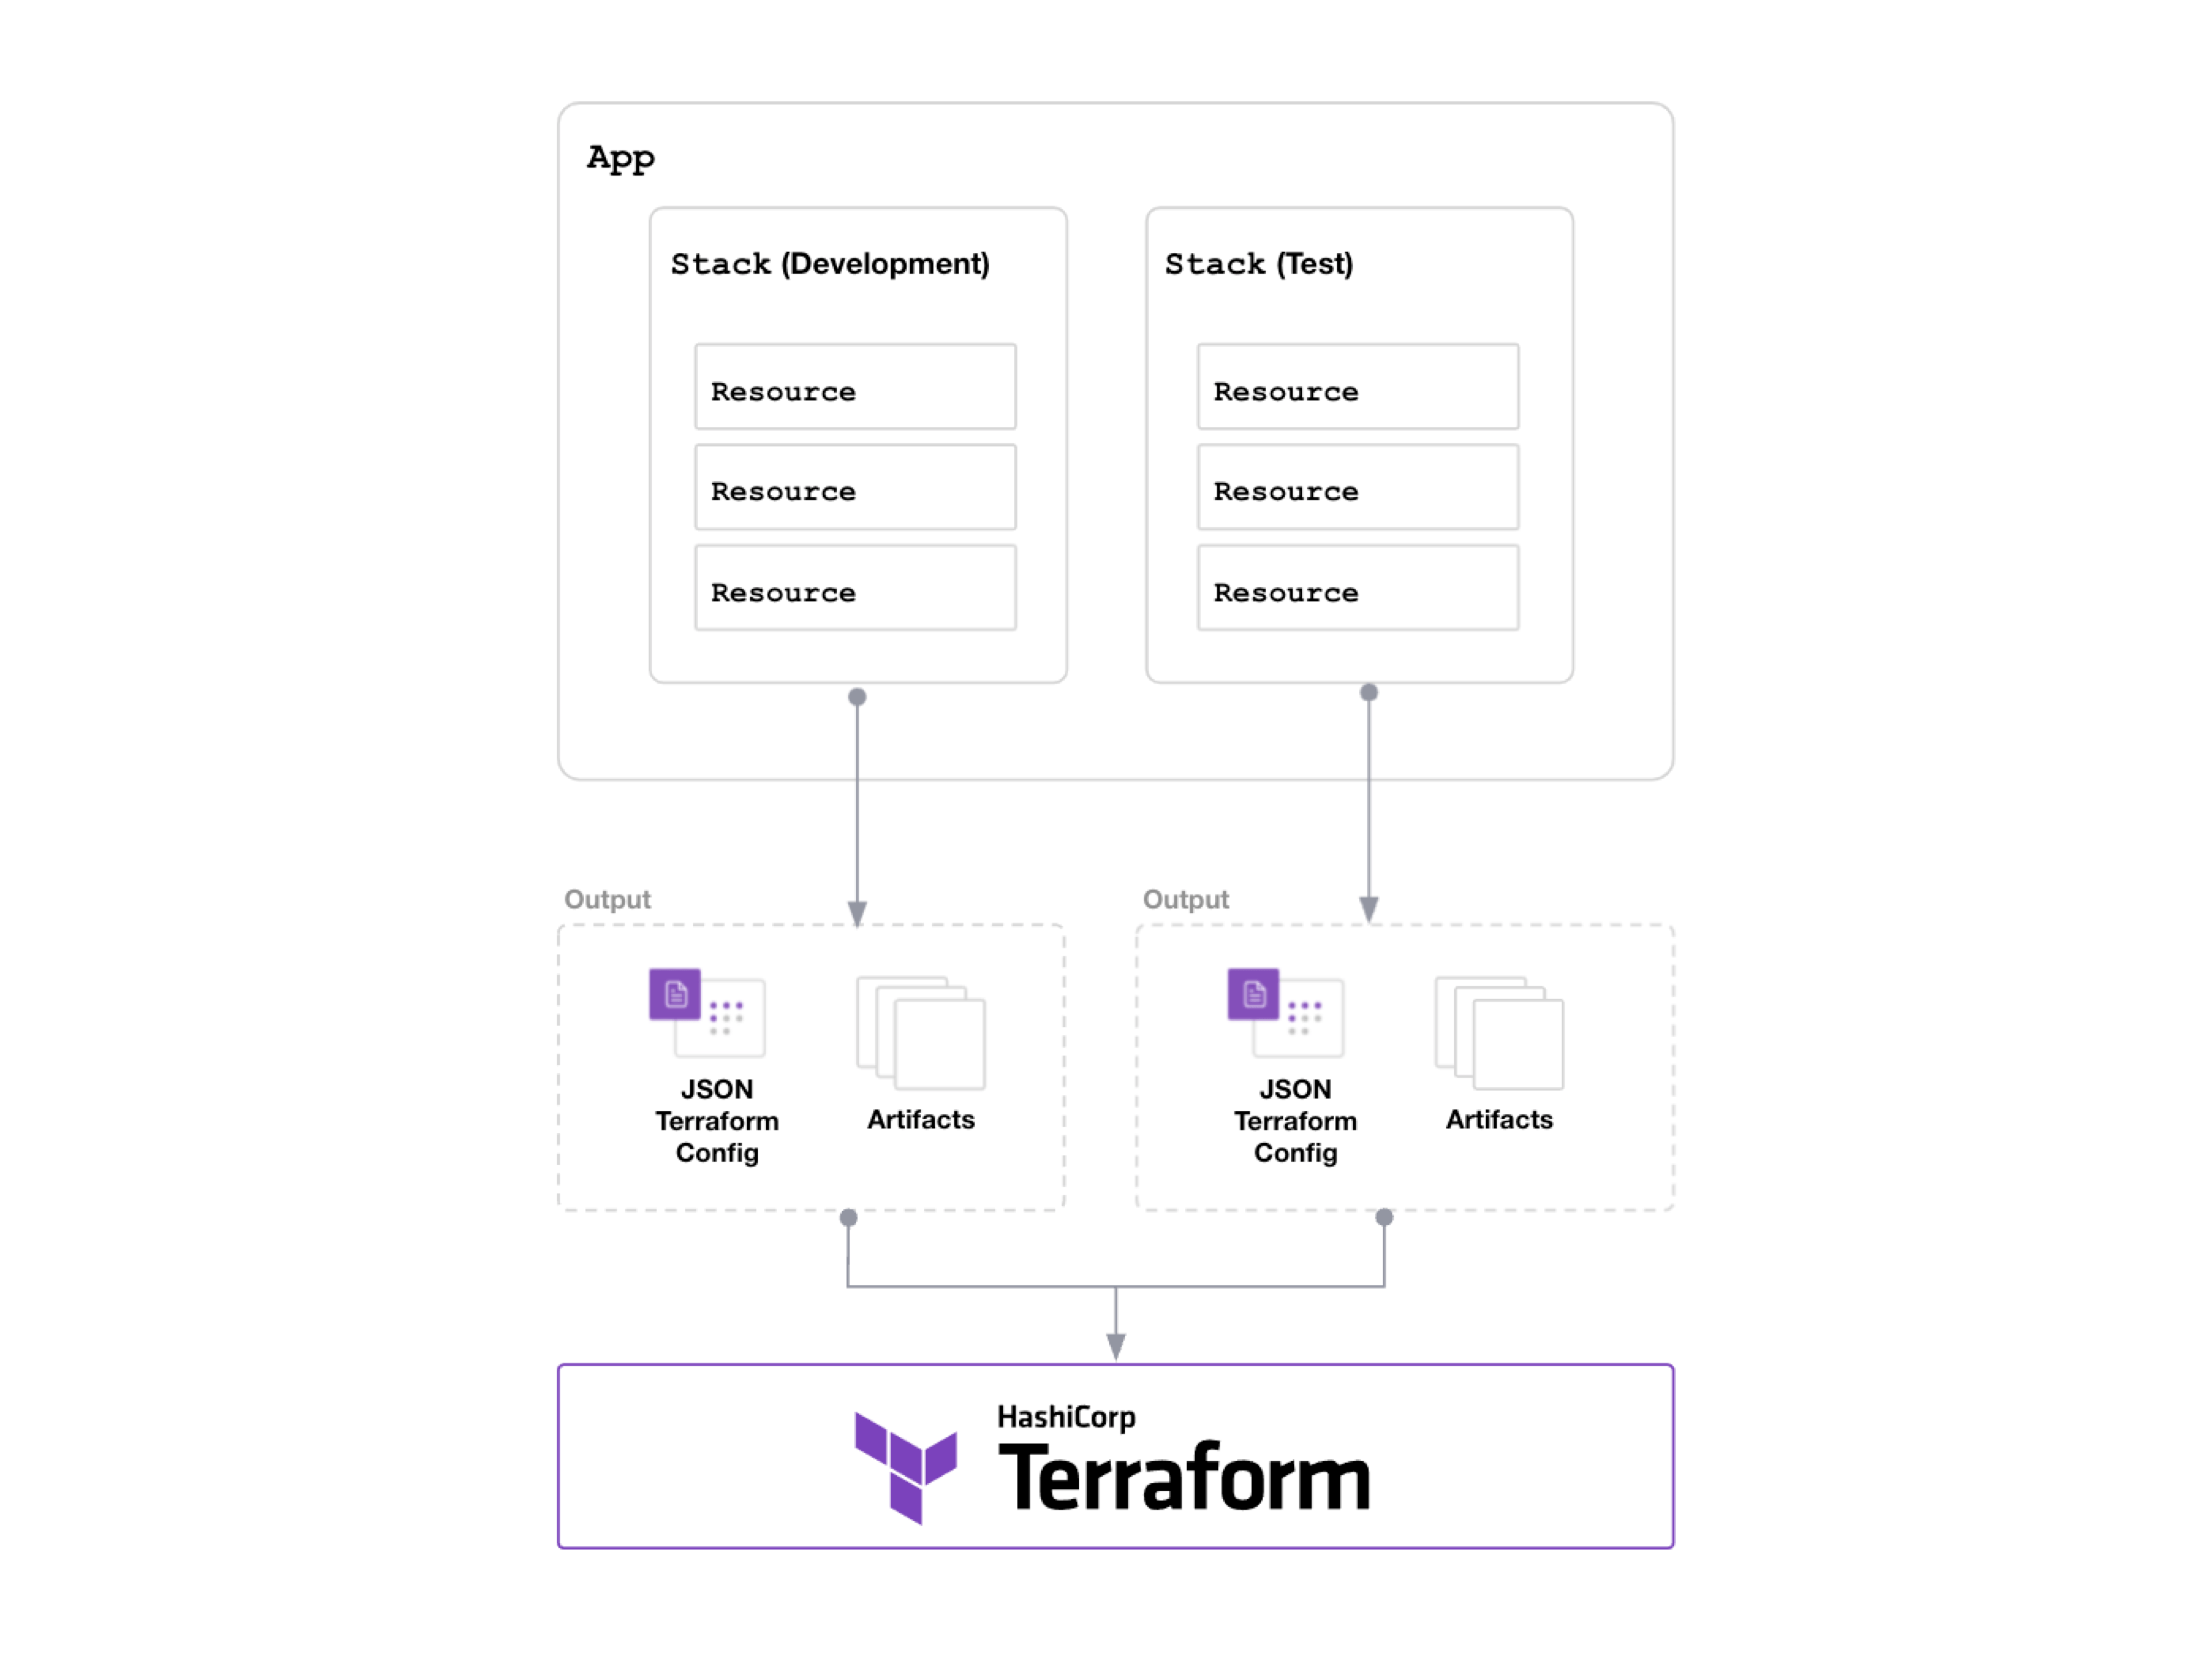 App
Stack (Development)
Resource
Resource
Resource
Stack (Test)
Resource
Resource
Resource
Output
JSON
Terraform
Config
Artifacts
Output
JSON
Terraform
Config
Artifacts
HashiCorp
Terraform